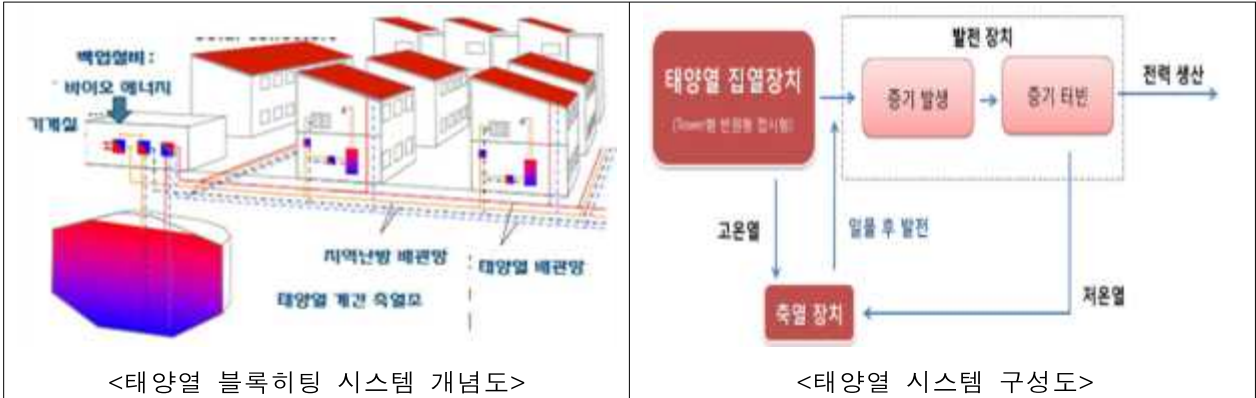 백업설비 :
바이오 에너지
기계실
지역난방 배관망
태양열 배관망
태양열 계간 축열조
<태양열 블록히팅 시스템 개념도>
발전 장치
태양열 집열장치
증기 발생
증기 터빈
전력 생산
고온열
일몰 후 발전
저온열
축열 장치
<태양열 시스템 구성도>